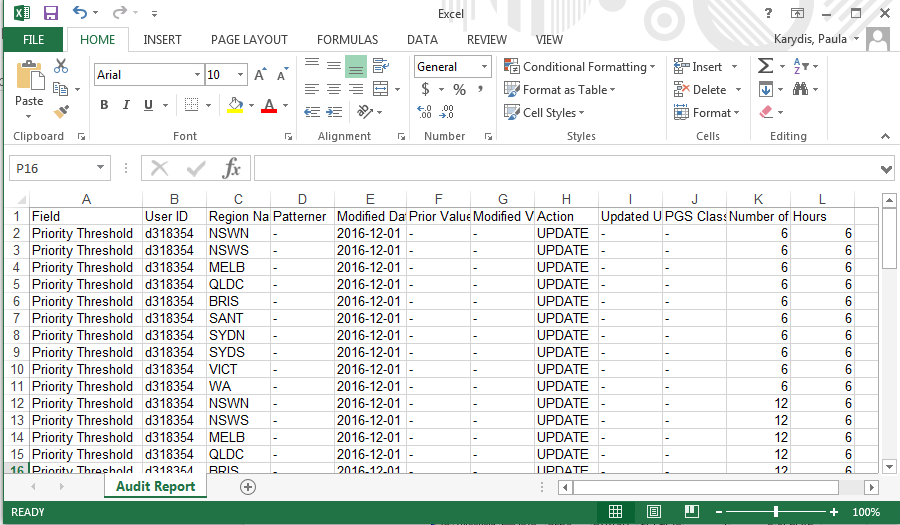 Excel
?
FILE HOME INSERT PAGE LAYOUT FORMULAS DATA REVIEW VIEW Karydis, Paula
Paste
Arial 10 A A
B I U A
General
$ % ,
.0 .00
.00 .0
Conditional Formatting
Format as Table
Cell Styles
Insert
Delete
Format
Clipboard Font Alignment Number Styles Cells Editing
P16 fx
A B C D E F G H I J K L
1 Field User ID Region Na Patterner Modified Dat Prior Value Modified V Action Updated U PGS Class Number of Hours
2 Priority Threshold d318354 NSWN - 2016-12-01 - - UPDATE - - 6 6
3 Priority Threshold d318354 NSWS - 2016-12-01 - - UPDATE - - 6 6
4 Priority Threshold d318354 MELB - 2016-12-01 - - UPDATE - - 6 6
5 Priority Threshold d318354 QLDC - 2016-12-01 - - UPDATE - - 6 6
6 Priority Threshold d318354 BRIS - 2016-12-01 - - UPDATE - - 6 6
7 Priority Threshold d318354 SANT - 2016-12-01 - - UPDATE - - 6 6
8 Priority Threshold d318354 SYDN - 2016-12-01 - - UPDATE - - 6 6
9 Priority Threshold d318354 SYDS - 2016-12-01 - - UPDATE - - 6 6
10 Priority Threshold d318354 VICT - 2016-12-01 - - UPDATE - - 6 6
11 Priority Threshold d318354 WA - 2016-12-01 - - UPDATE - - 6 6
12 Priority Threshold d318354 NSWN - 2016-12-01 - - UPDATE - - 12 6
13 Priority Threshold d318354 NSWS - 2016-12-01 - - UPDATE - - 12 6
14 Priority Threshold d318354 MELB - 2016-12-01 - - UPDATE - - 12 6
15 Priority Threshold d318354 QLDC - 2016-12-01 - - UPDATE - - 12 6
16 Priority Threshold d318354 BRIS - 2016-12-01 - - UPDATE - - 12 6
Audit Report
READY 100%